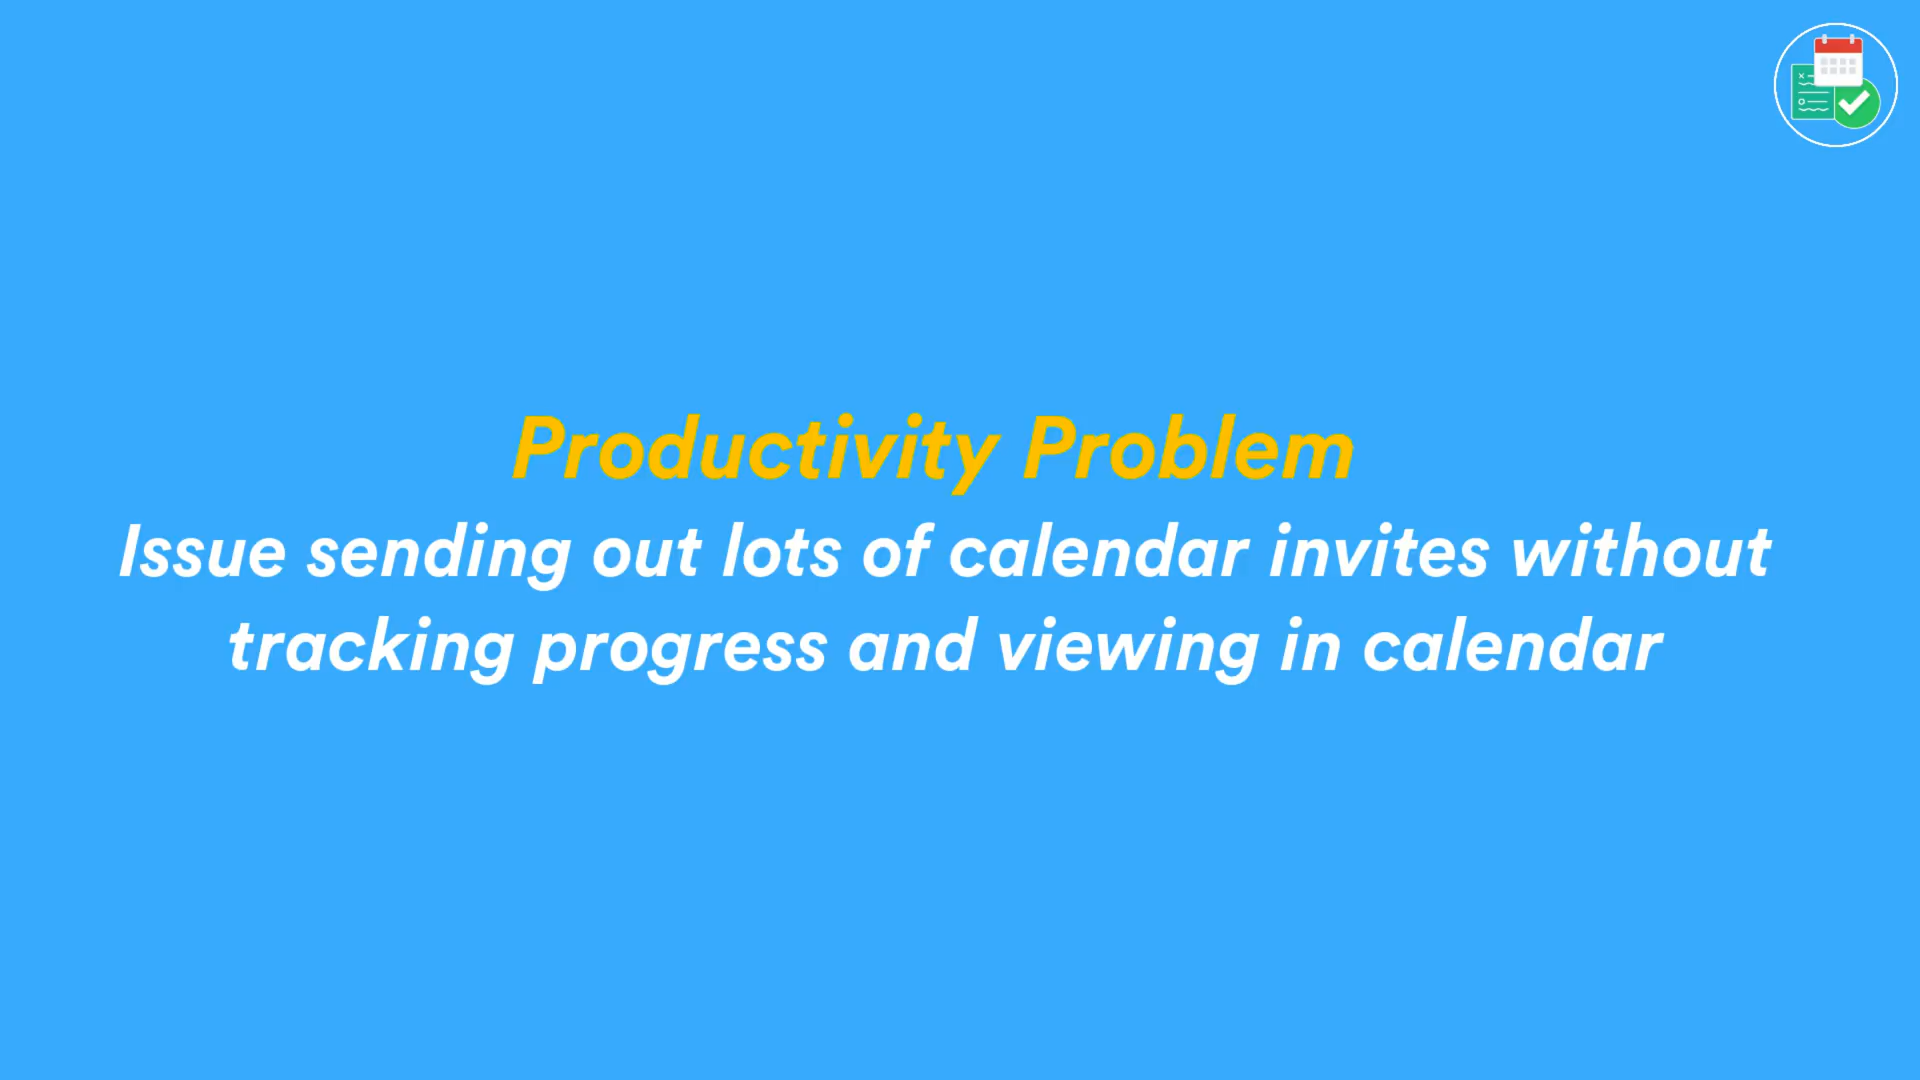 Productivity Problem
Issue sending out lots of calendar invites without
tracking progress and viewing in calendar